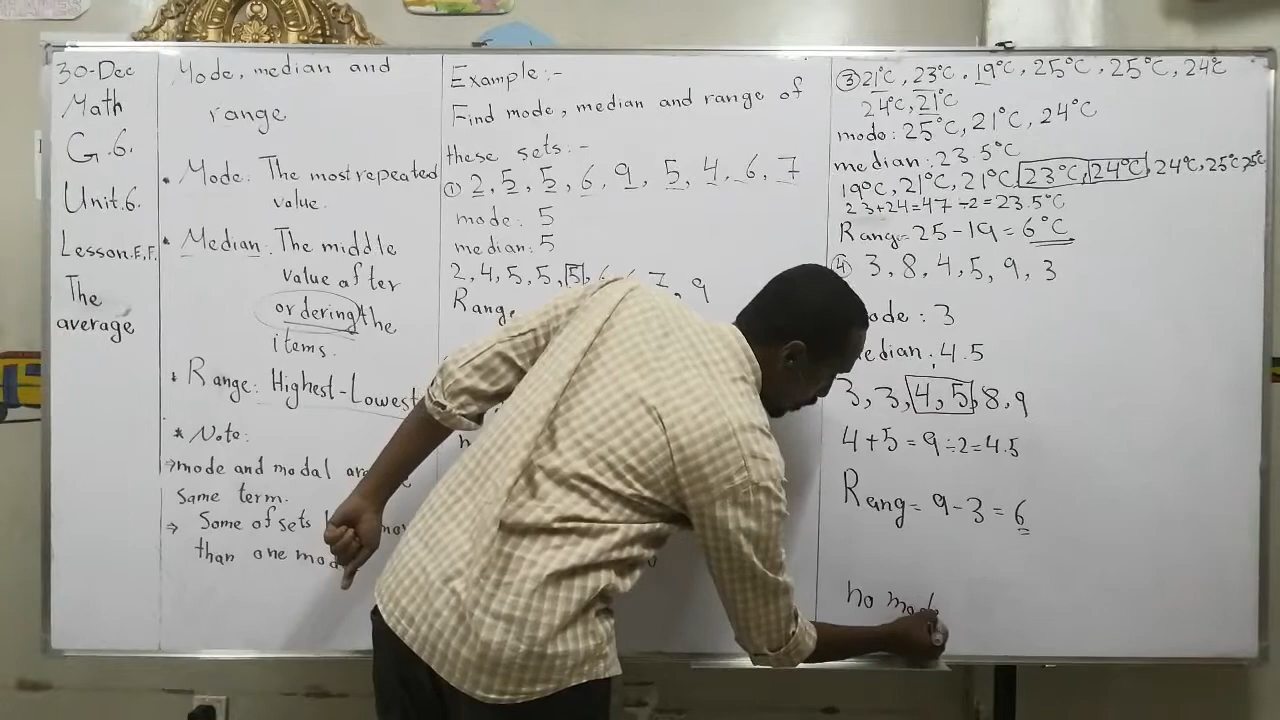 30-Dec
Math
G.6.
Unit.6.
Lesson.E,F.
The
average
Mode, median and
range
• Mode: The most repeated
value.
• Median: The middle
value after
ordering the
items.
• Range: Highest-Lowest
* Note:
⇒mode and modal are
same term.
⇒ Some of sets
than one mode
Example:-
Find mode, median and range of
these sets:-
① 2, 5, 5, 6, 9, 5, 4, 6, 7
mode: 5
median: 5
2, 4, 5, 5, 5, 6, 7, 9
Range
③ 21°C, 23°C, 19°C, 25°C, 25°C, 24°C
24°C, 21°C
mode: 25°C, 21°C, 24°C
median: 23.5°C
19°C, 21°C, 21°C, 23°C, 24°C, 24°C, 25°C, 25°C
23+24=47 ÷2=23.5°C
Rang=25-19=6°C
④ 3, 8, 4, 5, 9, 3
mode: 3
median: 4.5
3, 3, 4, 5, 8, 9
4+5=9÷2=4.5
Rang= 9-3=6
no mod